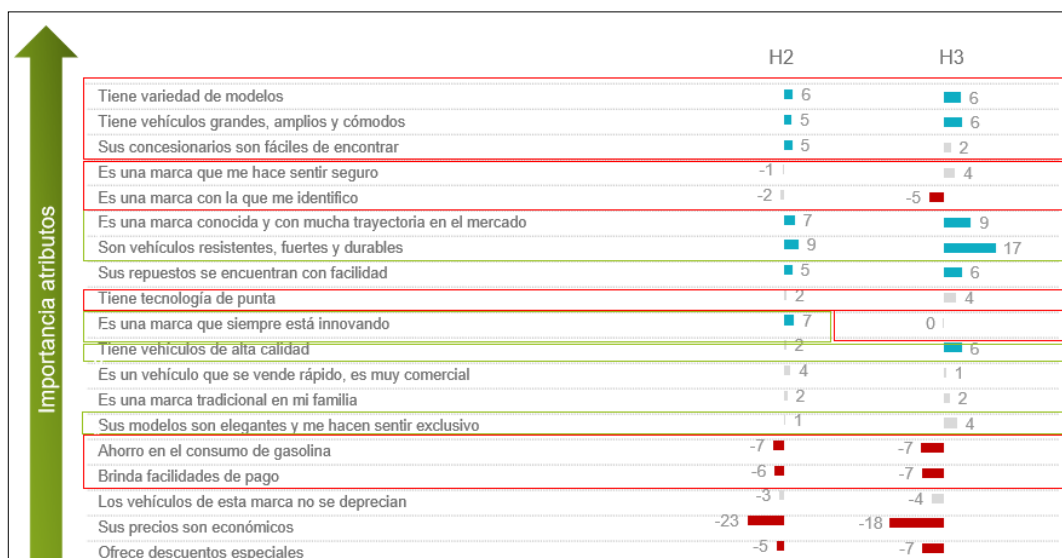 H2 H3
Tiene variedad de modelos 6 6
Tiene vehículos grandes, amplios y cómodos 5 6
Sus concesionarios son fáciles de encontrar 5 2
Es una marca que me hace sentir seguro -1 4
Es una marca con la que me identifico -2 -5
Es una marca conocida y con mucha trayectoria en el mercado 7 9
Son vehículos resistentes, fuertes y durables 9 17
Sus repuestos se encuentran con facilidad 5 6
Tiene tecnología de punta 2 4
Es una marca que siempre está innovando 7 0
Tiene vehículos de alta calidad 2 6
Es un vehículo que se vende rápido, es muy comercial 4 1
Es una marca tradicional en mi familia 2 2
Sus modelos son elegantes y me hacen sentir exclusivo 1 4
Ahorro en el consumo de gasolina -7 -7
Brinda facilidades de pago -6 -7
Los vehículos de esta marca no se deprecian -3 -4
Sus precios son económicos -23 -18
Ofrece descuentos especiales -5 -7
Importancia atributos